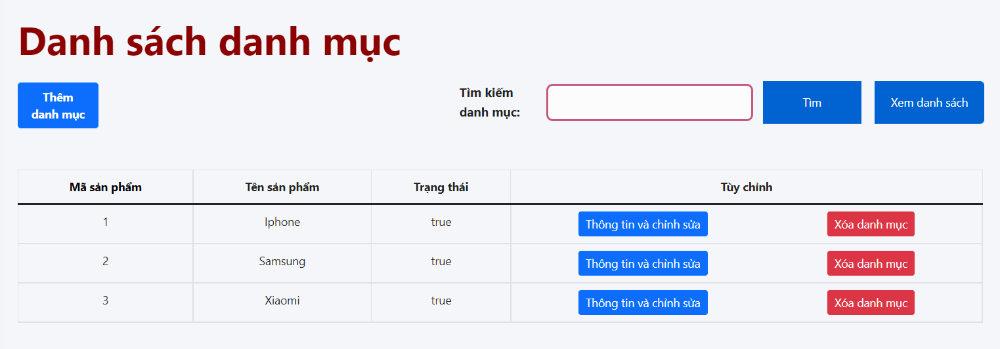 Danh sách danh mục
Thêm
danh mục
Tìm kiếm
danh mục:
Tìm
Xem danh sách
Mã sản phẩm Tên sản phẩm Trạng thái Tùy chỉnh
1 Iphone true Thông tin và chỉnh sửa Xóa danh mục
2 Samsung true Thông tin và chỉnh sửa Xóa danh mục
3 Xiaomi true Thông tin và chỉnh sửa Xóa danh mục